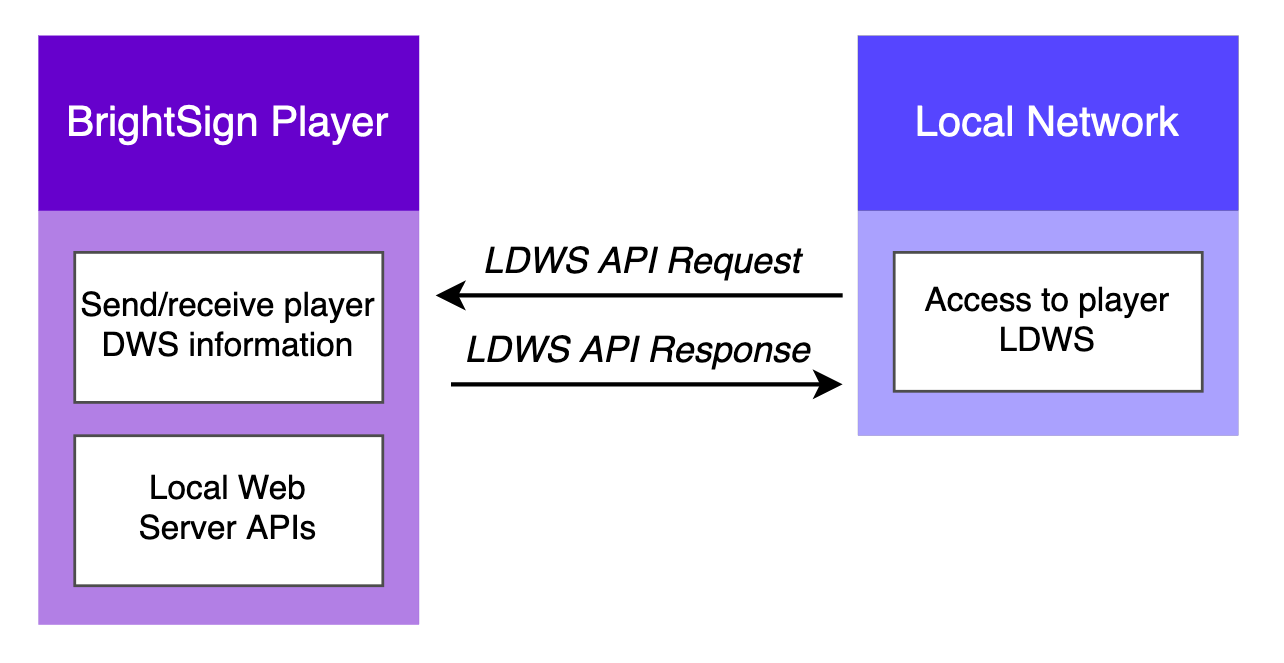 BrightSign Player
Local Network
LDWS API Request
Send/receive player
DWS information
Access to player
LDWS
LDWS API Response
Local Web
Server APIs